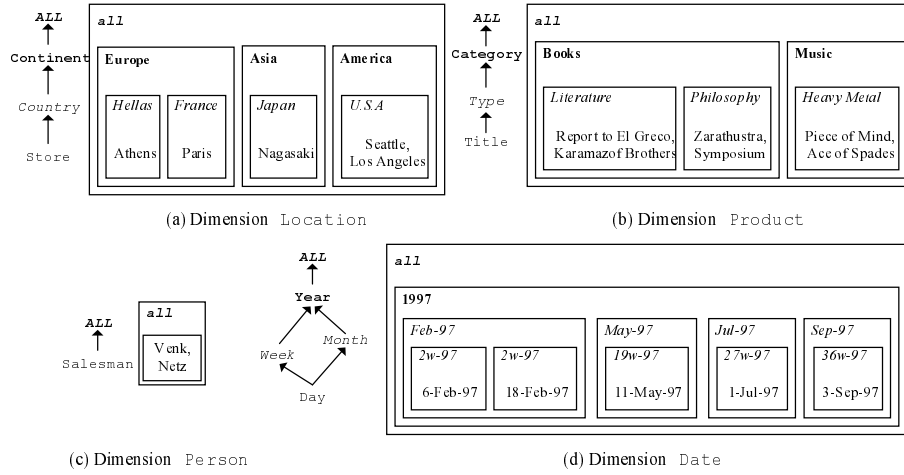 ALL
Continent
Country
Store
all
Europe
Asia
America
Hellas
France
Japan
U.S.A
Athens
Paris
Nagasaki
Seattle,
Los Angeles
(a) Dimension Location
ALL
Category
Type
Title
all
Books
Music
Literature
Philosophy
Heavy Metal
Report to El Greco,
Karamazof Brothers
Zarathustra,
Symposium
Piece of Mind,
Ace of Spades
(b) Dimension Product
ALL
Salesman
all
Venk,
Netz
(c) Dimension Person
ALL
Year
Month
Week
Day
all
1997
Feb-97
May-97
Jul-97
Sep-97
2w-97
2w-97
19w-97
27w-97
36w-97
6-Feb-97
18-Feb-97
11-May-97
1-Jul-97
3-Sep-97
(d) Dimension Date